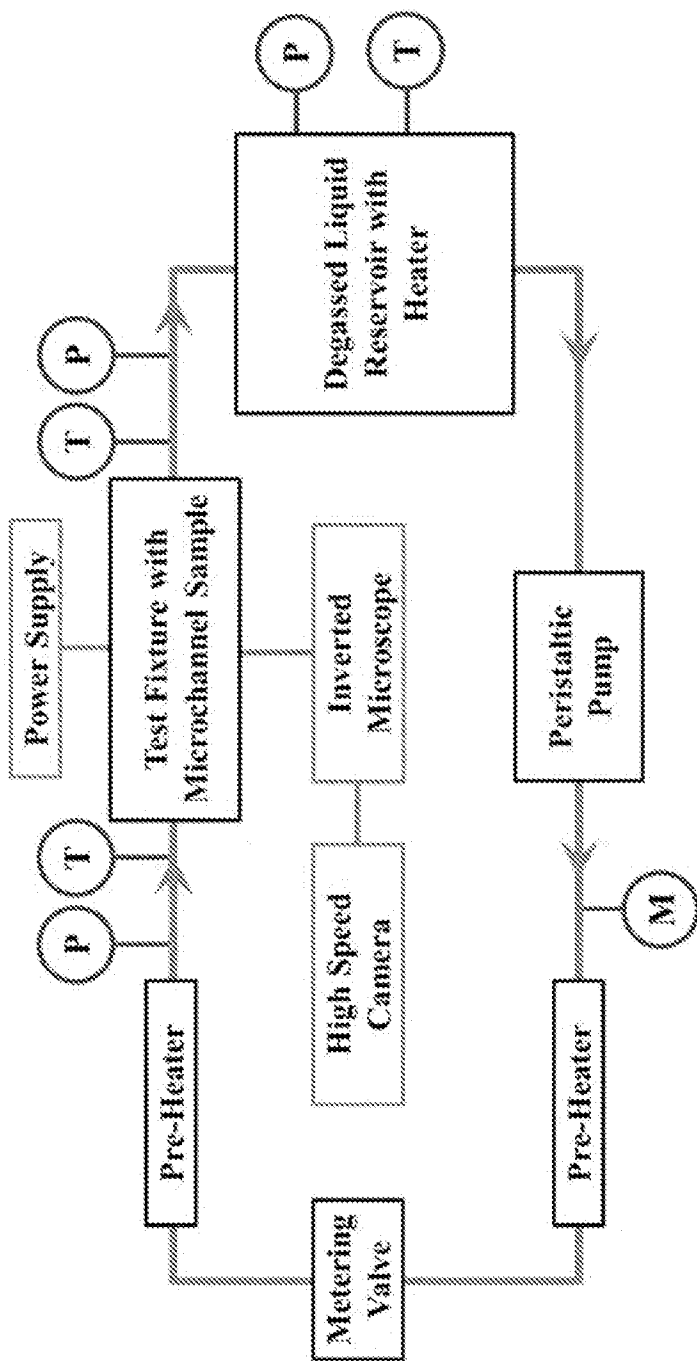 Power Supply
P
T
T
P
Pre-Heater
Test Fixture with
Microchannel Sample
P
T
Metering
Valve
High Speed
Camera
Inverted
Microscope
Degassed Liquid
Reservoir with
Heater
Pre-Heater
Peristaltic
Pump
M